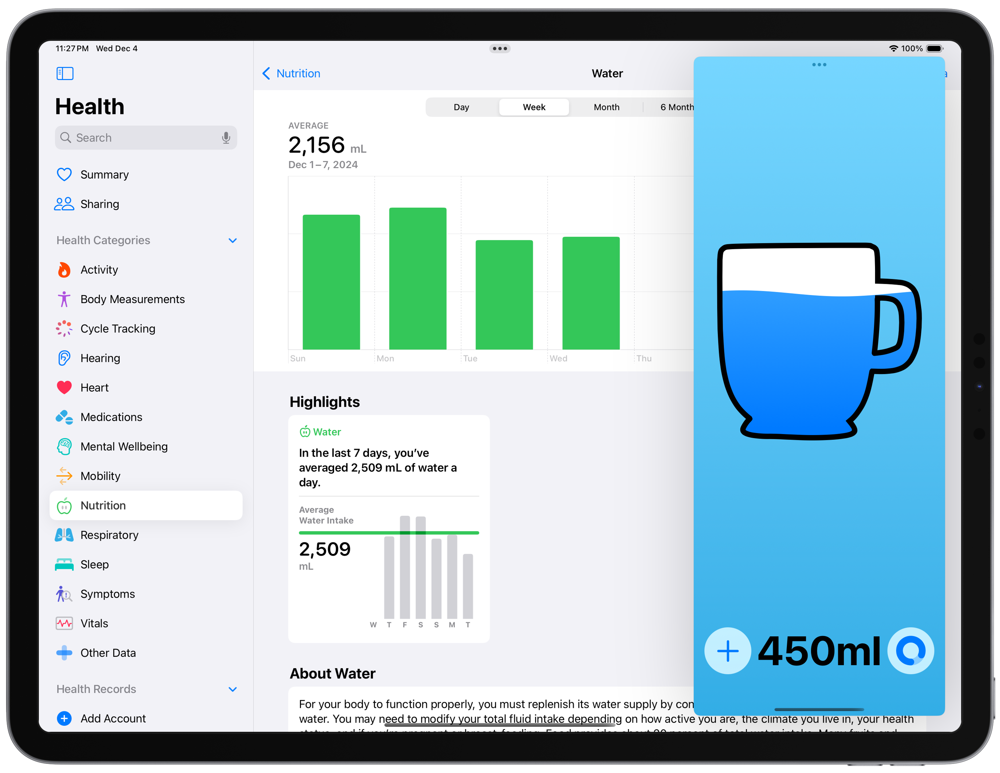 11:27 PM Wed Dec 4
100%
Health
Search
Summary
Sharing
Health Categories
Activity
Body Measurements
Cycle Tracking
Hearing
Heart
Medications
Mental Wellbeing
Mobility
Nutrition
Respiratory
Sleep
Symptoms
Vitals
Other Data
Health Records
Add Account
Nutrition
Water
Day
Week
Month
6 Month
AVERAGE
2,156 mL
Dec 1–7, 2024
Sun
Mon
Tue
Wed
Thu
Highlights
Water
In the last 7 days, you’ve
averaged 2,509 mL of water a
day.
Average
Water Intake
2,509
mL
W T F S S M T
About Water
For your body to function properly, you must replenish its water supply by con
water. You may need to modify your total fluid intake depending on how active you are, the climate you live in, your health
450ml